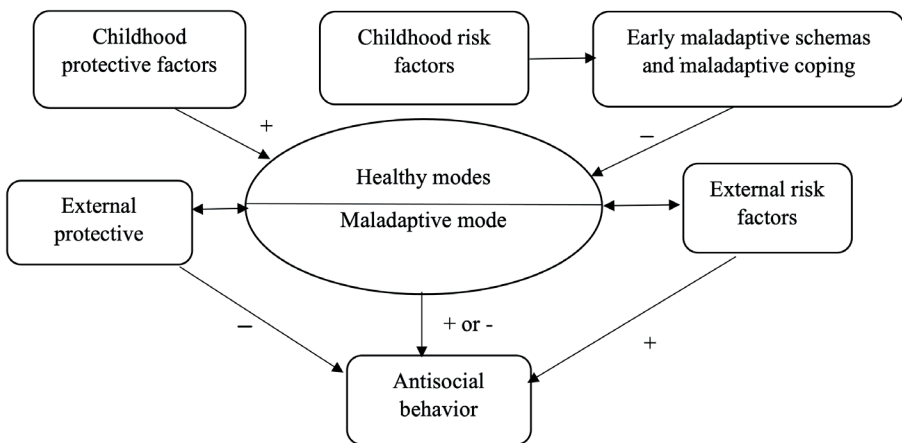 Childhood
protective factors
Childhood risk
factors
Early maladaptive schemas
and maladaptive coping
+
–
Healthy modes
Maladaptive mode
External
protective
External risk
factors
–
+ or -
+
Antisocial
behavior